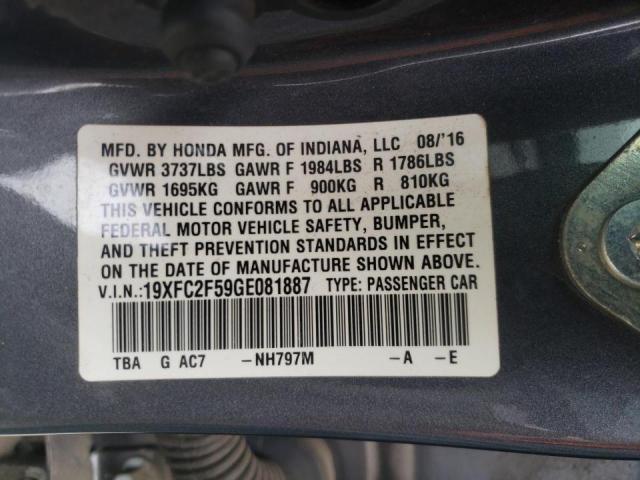 MFD. BY HONDA MFG. OF INDIANA, LLC 08/'16
GVWR 3737LBS GAWR F 1984LBS R 1786LBS
GVWR 1695KG GAWR F 900KG R 810KG
THIS VEHICLE CONFORMS TO ALL APPLICABLE
FEDERAL MOTOR VEHICLE SAFETY, BUMPER,
AND THEFT PREVENTION STANDARDS IN EFFECT
ON THE DATE OF MANUFACTURE SHOWN ABOVE.
V.I.N.:19XFC2F59GE081887 TYPE: PASSENGER CAR
TBA G AC7 -NH797M -A -E